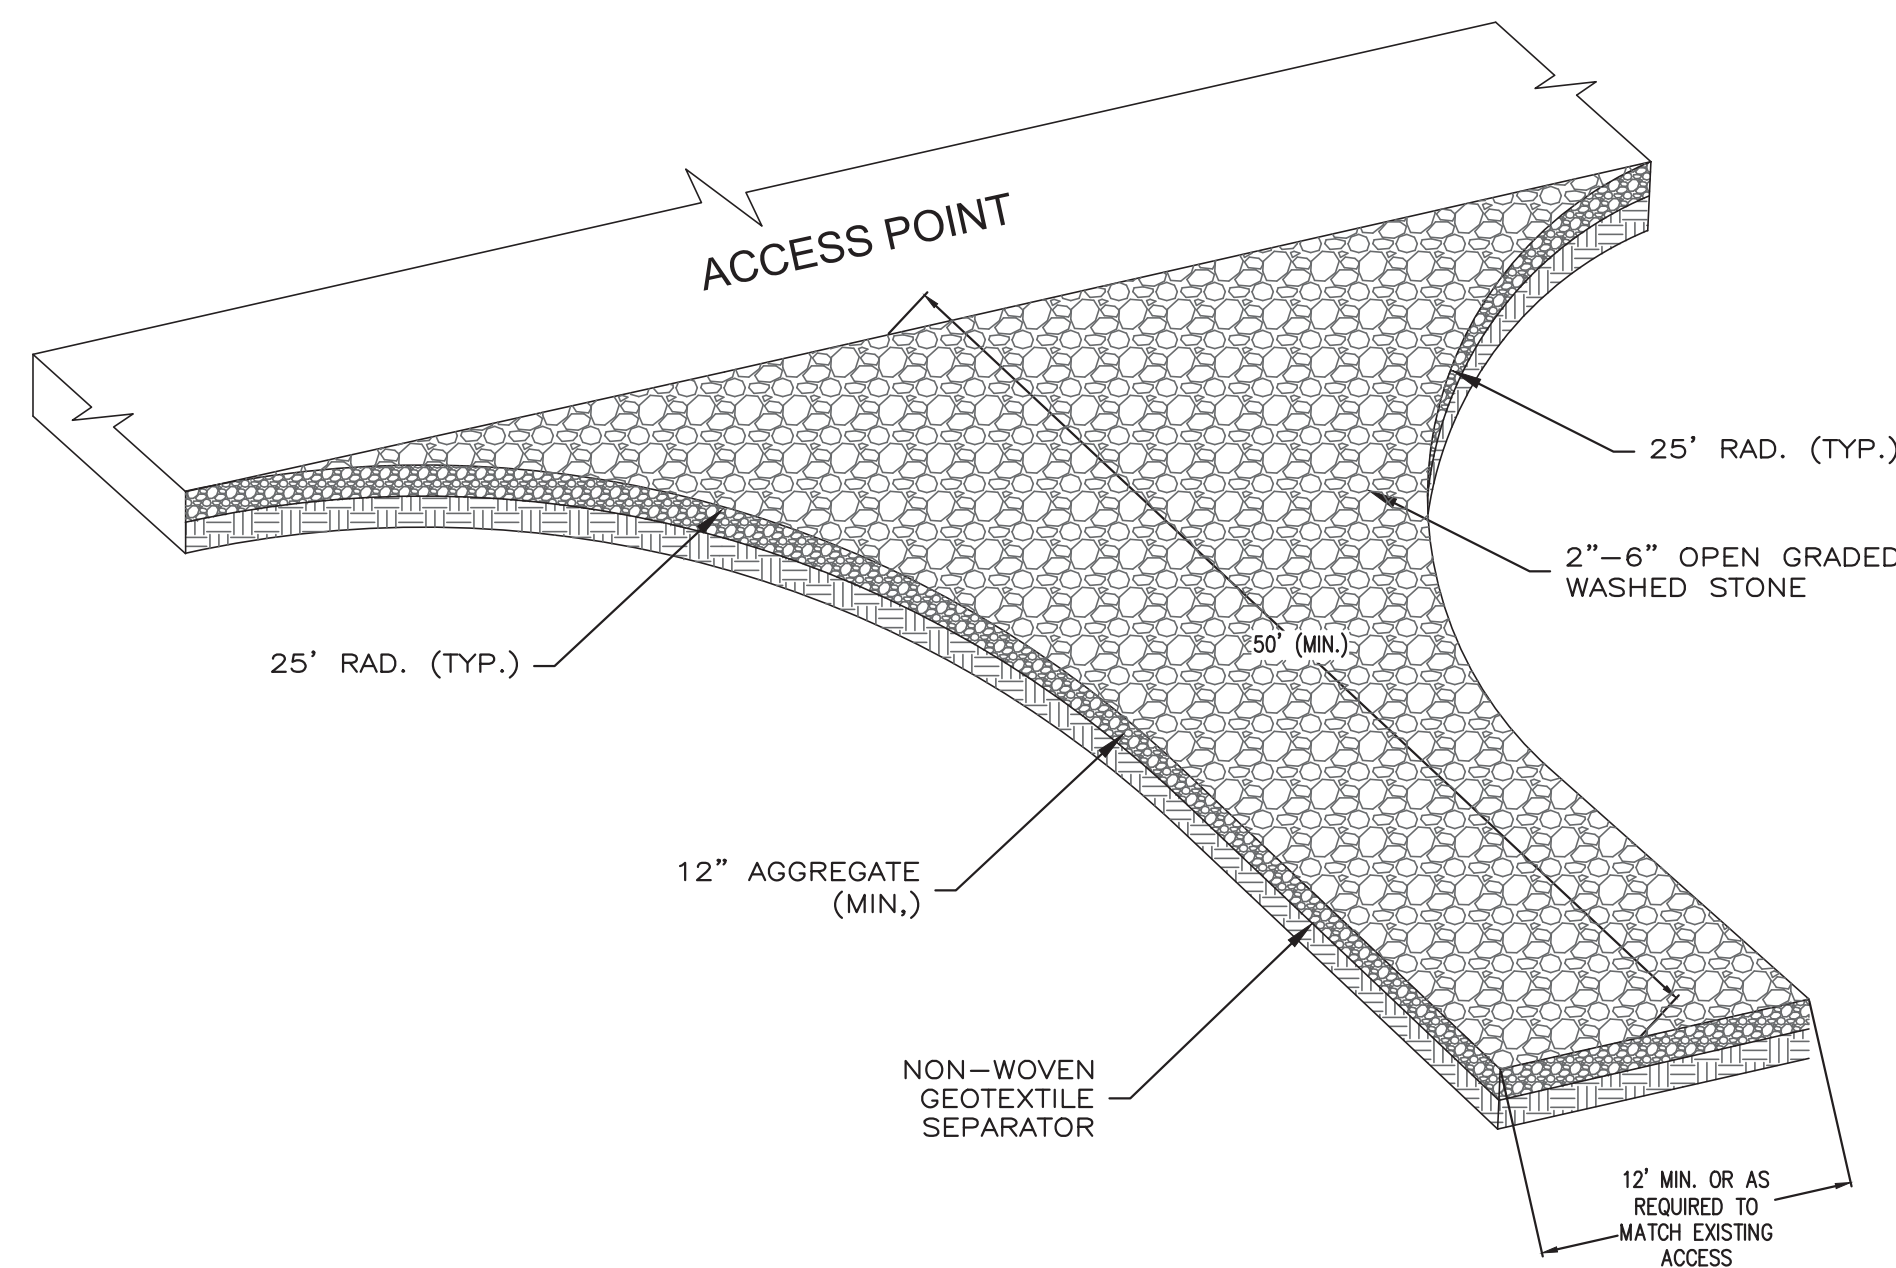 ACCESS POINT
25' RAD. (TYP.)
2"–6" OPEN GRADED
WASHED STONE
50' (MIN.)
25' RAD. (TYP.)
12" AGGREGATE
(MIN,)
NON–WOVEN
GEOTEXTILE
SEPARATOR
12' MIN. OR AS
REQUIRED TO
MATCH EXISTING
ACCESS